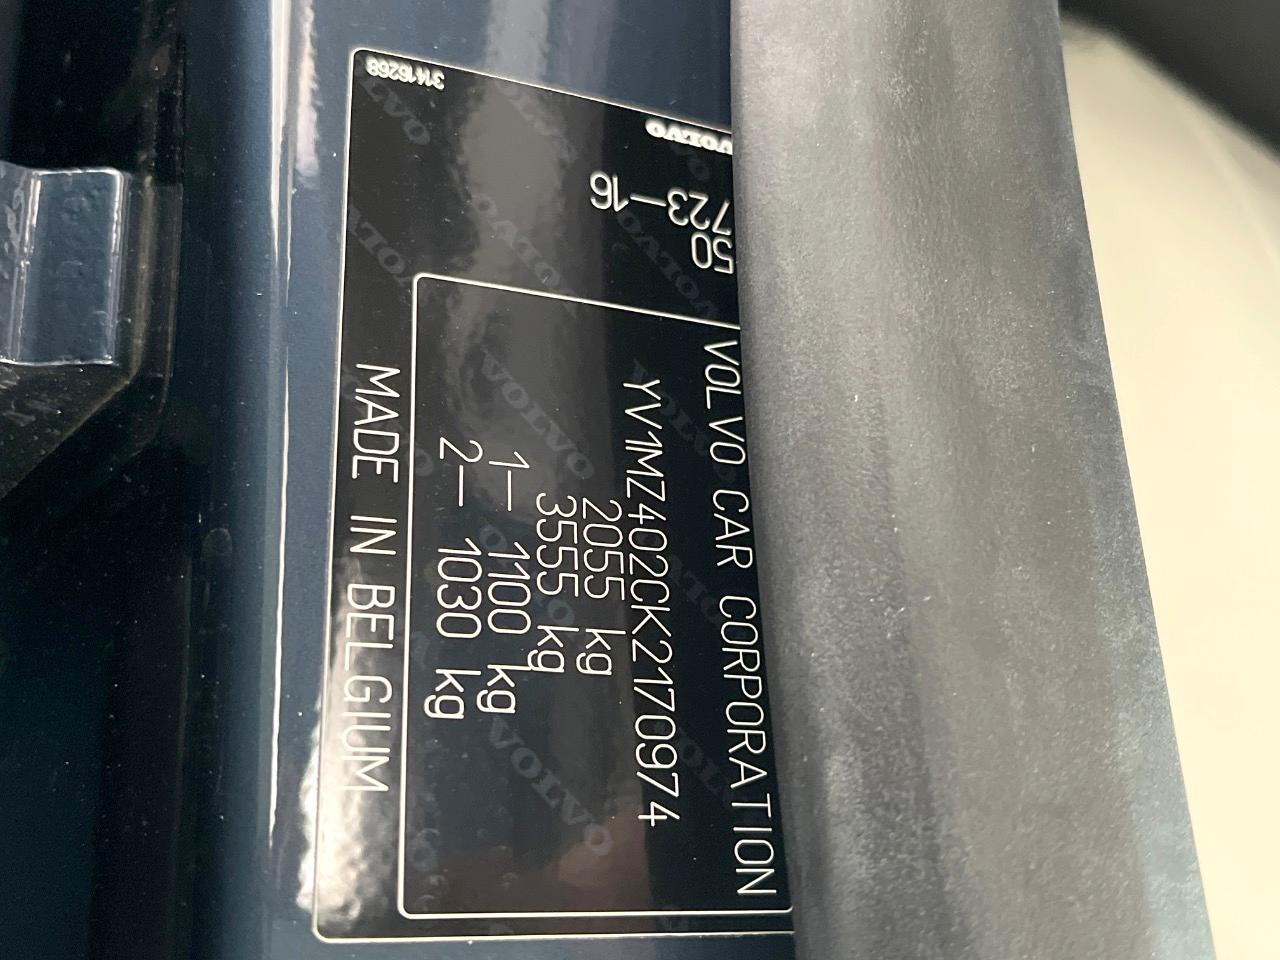 VOLVO CAR CORPORATION
YV1MZ402CK2170974
2055 kg
3555 kg
1— 1100 kg
2— 1030 kg
MADE IN BELGIUM
VOLVO
723—16
50
31416268